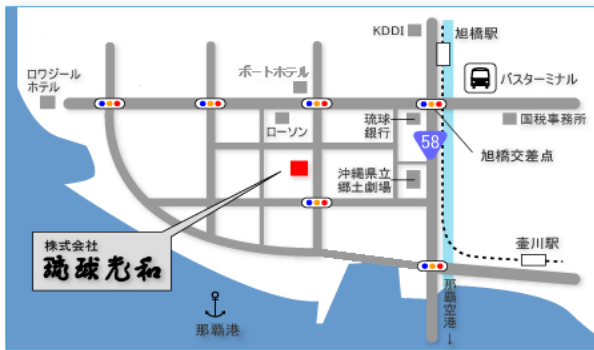 KDDI
旭橋駅
ロワジール
ホテル
ポートホテル
バスターミナル
ローソン
琉球
銀行
国税事務所
58
旭橋交差点
沖縄県立
郷土劇場
株式会社
琉球光和
壷川駅
那覇港
那覇空港↓